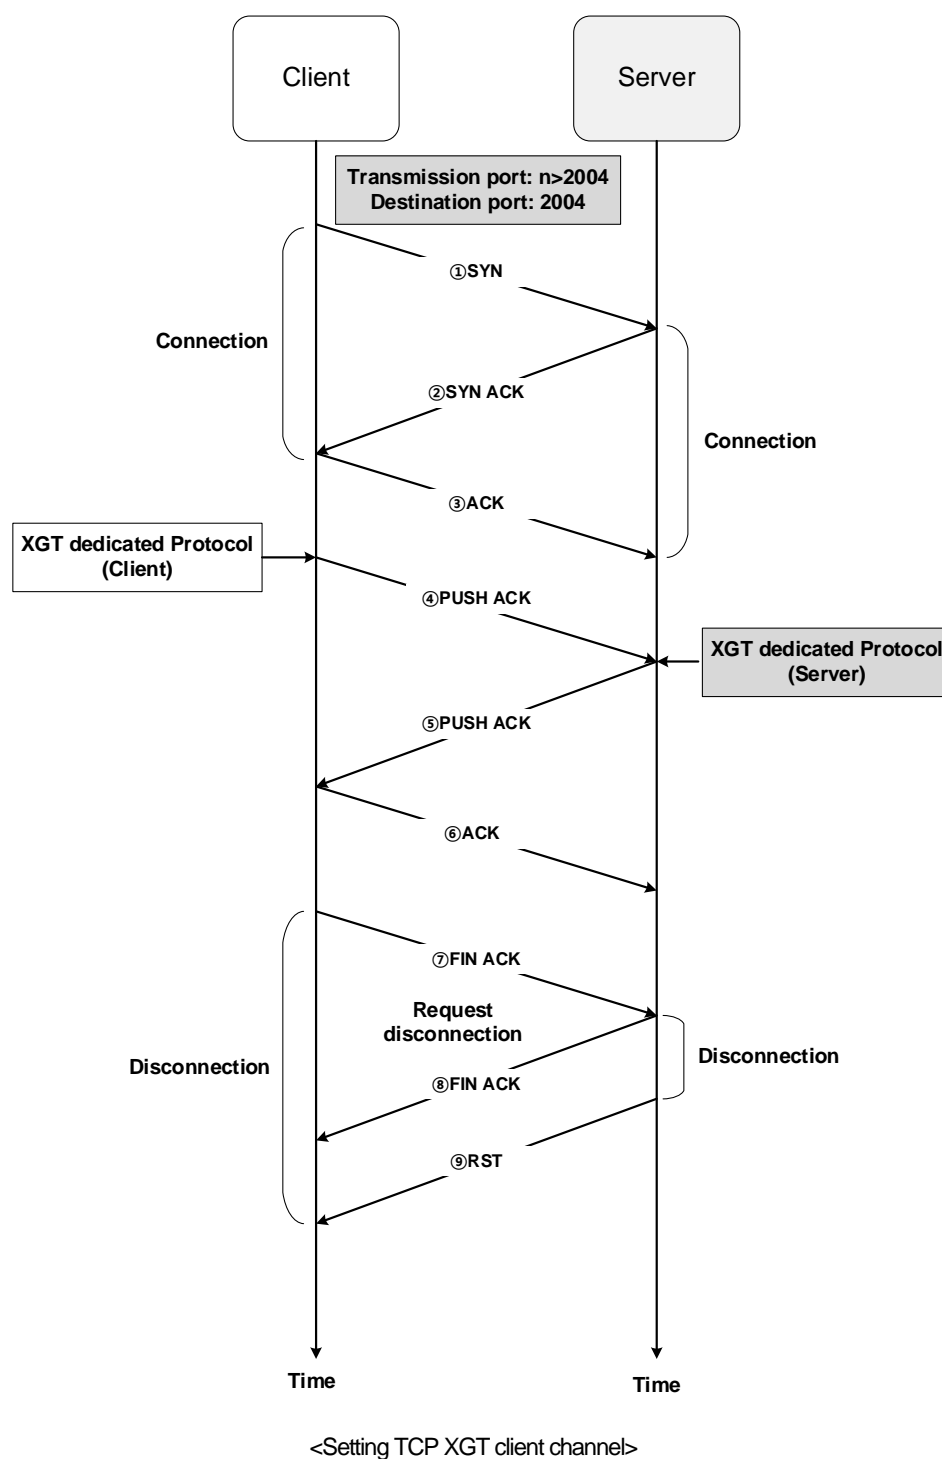 Client
Server
Transmission port: n>2004
Destination port: 2004
①SYN
Connection
②SYN ACK
Connection
③ACK
XGT dedicated Protocol
(Client)
④PUSH ACK
XGT dedicated Protocol
(Server)
⑤PUSH ACK
⑥ACK
⑦FIN ACK
Request
disconnection
Disconnection
Disconnection
⑧FIN ACK
⑨RST
Time
Time
<Setting TCP XGT client channel>